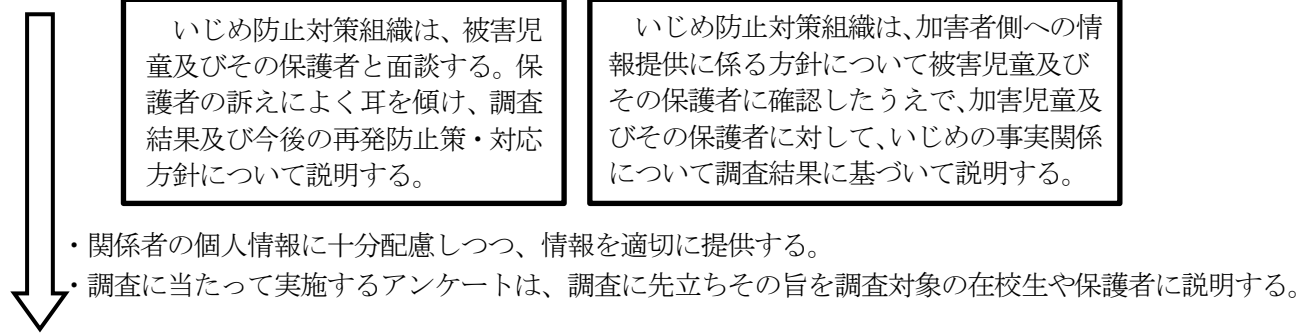 いじめ防止対策組織は、被害児
童及びその保護者と面談する。保
護者の訴えによく耳を傾け、調査
結果及び今後の再発防止策・対応
方針について説明する。
いじめ防止対策組織は、加害者側への情
報提供に係る方針について被害児童及び
その保護者に確認したうえで、加害児童及
びその保護者に対して、いじめの事実関係
について調査結果に基づいて説明する。
・関係者の個人情報に十分配慮しつつ、情報を適切に提供する。
・調査に当たって実施するアンケートは、調査に先立ちその旨を調査対象の在校生や保護者に説明する。